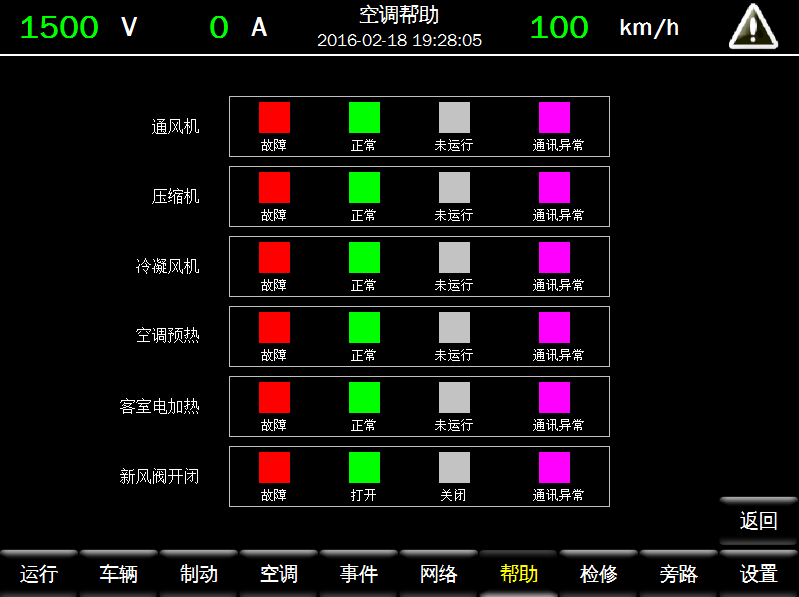 1500 V 0 A 空调帮助 100 km/h
2016-02-18 19:28:05
通风机
故障 正常 未运行 通讯异常
压缩机
故障 正常 未运行 通讯异常
冷凝风机
故障 正常 未运行 通讯异常
空调预热
故障 正常 未运行 通讯异常
客室电加热
故障 正常 未运行 通讯异常
新风阀开闭
故障 打开 关闭 通讯异常
返回
运行 车辆 制动 空调 事件 网络 帮助 检修 旁路 设置